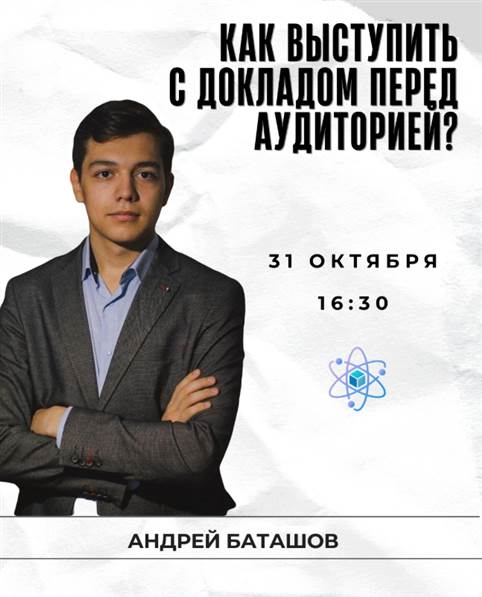 КАК ВЫСТУПИТЬ
С ДОКЛАДОМ ПЕРЕД
АУДИТОРИЕЙ?
31 ОКТЯБРЯ
16:30
АНДРЕЙ БАТАШОВ